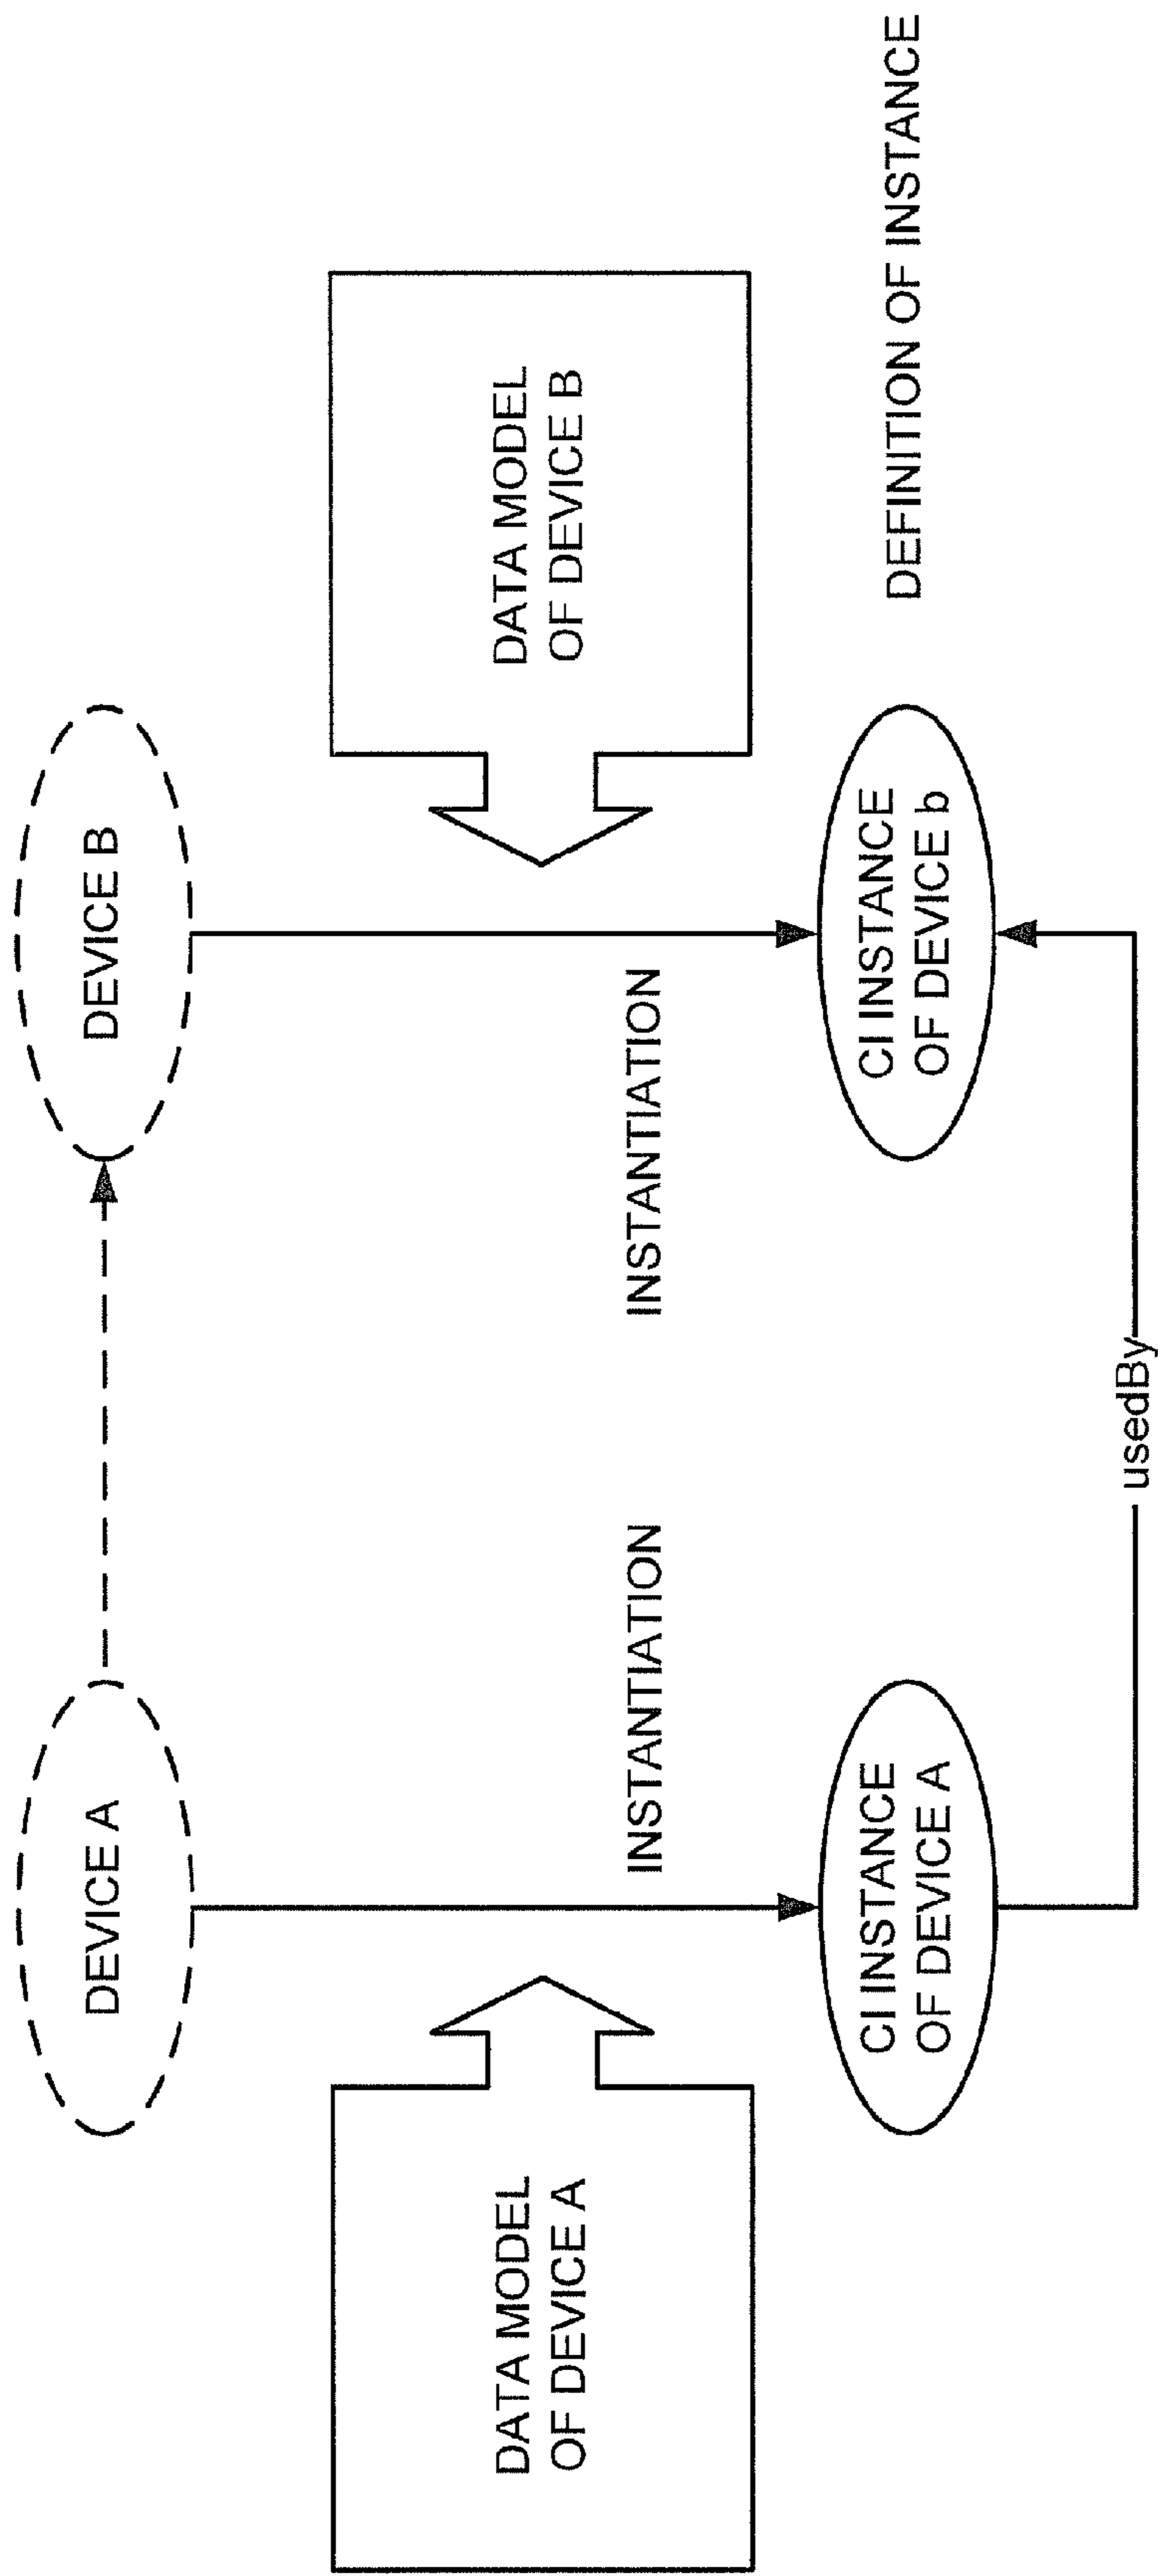 DEVICE A
DEVICE B
DATA MODEL
OF DEVICE A
INSTANTIATION
INSTANTIATION
DATA MODEL
OF DEVICE B
CI INSTANCE
OF DEVICE A
CI INSTANCE
OF DEVICE b
DEFINITION OF INSTANCE
usedBy